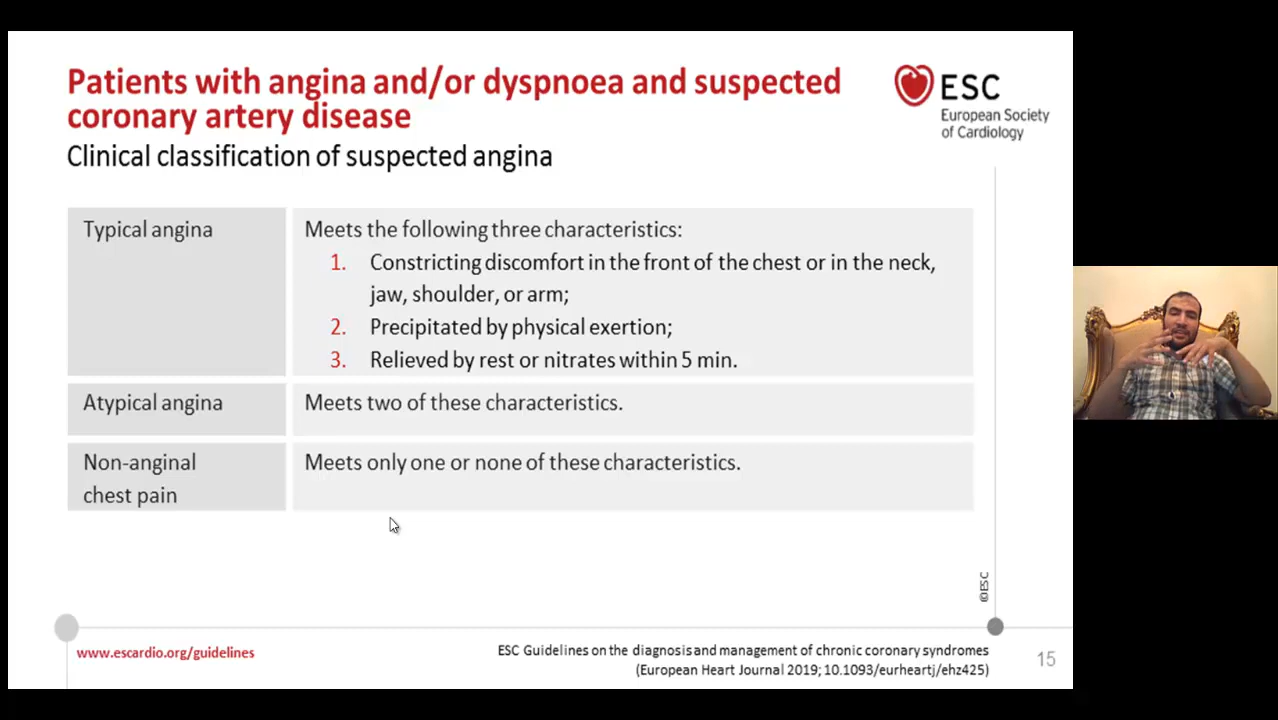 Patients with angina and/or dyspnoea and suspected
coronary artery disease
Clinical classification of suspected angina
ESC
European Society
of Cardiology
Typical angina
Meets the following three characteristics:
1. Constricting discomfort in the front of the chest or in the neck,
jaw, shoulder, or arm;
2. Precipitated by physical exertion;
3. Relieved by rest or nitrates within 5 min.
Atypical angina
Meets two of these characteristics.
Non-anginal
chest pain
Meets only one or none of these characteristics.
©ESC
www.escardio.org/guidelines
ESC Guidelines on the diagnosis and management of chronic coronary syndromes
(European Heart Journal 2019; 10.1093/eurheartj/ehz425)
15